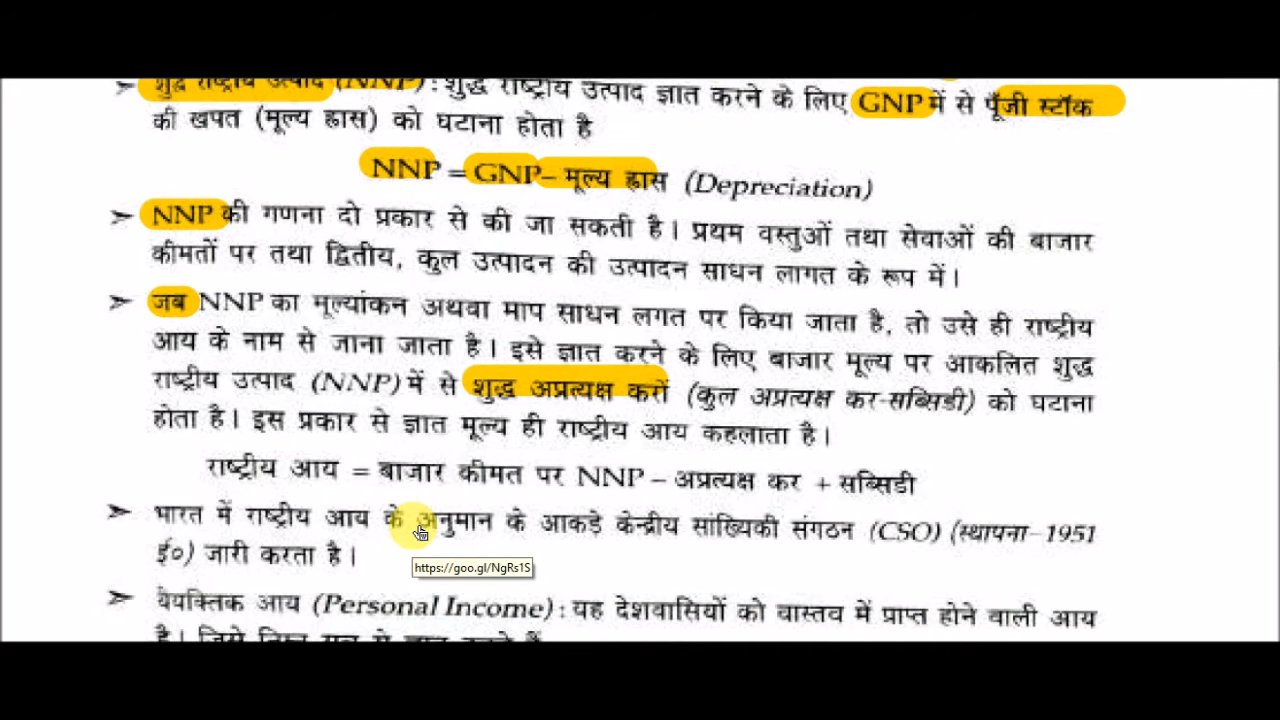 शुद्ध राष्ट्रीय उत्पाद (NNP) : शुद्ध राष्ट्रीय उत्पाद ज्ञात करने के लिए GNP में से पूँजी स्टॉक
की खपत (मूल्य ह्रास) को घटाना होता है
NNP = GNP – मूल्य ह्रास (Depreciation)
➤ NNP की गणना दो प्रकार से की जा सकती है। प्रथम वस्तुओं तथा सेवाओं की बाजार
कीमतों पर तथा द्वितीय, कुल उत्पादन की उत्पादन साधन लागत के रूप में।
➤ जब NNP का मूल्यांकन अथवा माप साधन लगत पर किया जाता है, तो उसे ही राष्ट्रीय
आय के नाम से जाना जाता है। इसे ज्ञात करने के लिए बाजार मूल्य पर आकलित शुद्ध
राष्ट्रीय उत्पाद (NNP) में से शुद्ध अप्रत्यक्ष करों (कुल अप्रत्यक्ष कर-सब्सिडी) को घटाना
होता है। इस प्रकार से ज्ञात मूल्य ही राष्ट्रीय आय कहलाता है।
राष्ट्रीय आय = बाजार कीमत पर NNP – अप्रत्यक्ष कर + सब्सिडी
➤ भारत में राष्ट्रीय आय के अनुमान के आकड़े केन्द्रीय सांख्यिकी संगठन (CSO) (स्थापना–1951
ई०) जारी करता है।
https://goo.gl/NgRs1S
➤ वैयक्तिक आय (Personal Income) : यह देशवासियों को वास्तव में प्राप्त होने वाली आय
है।